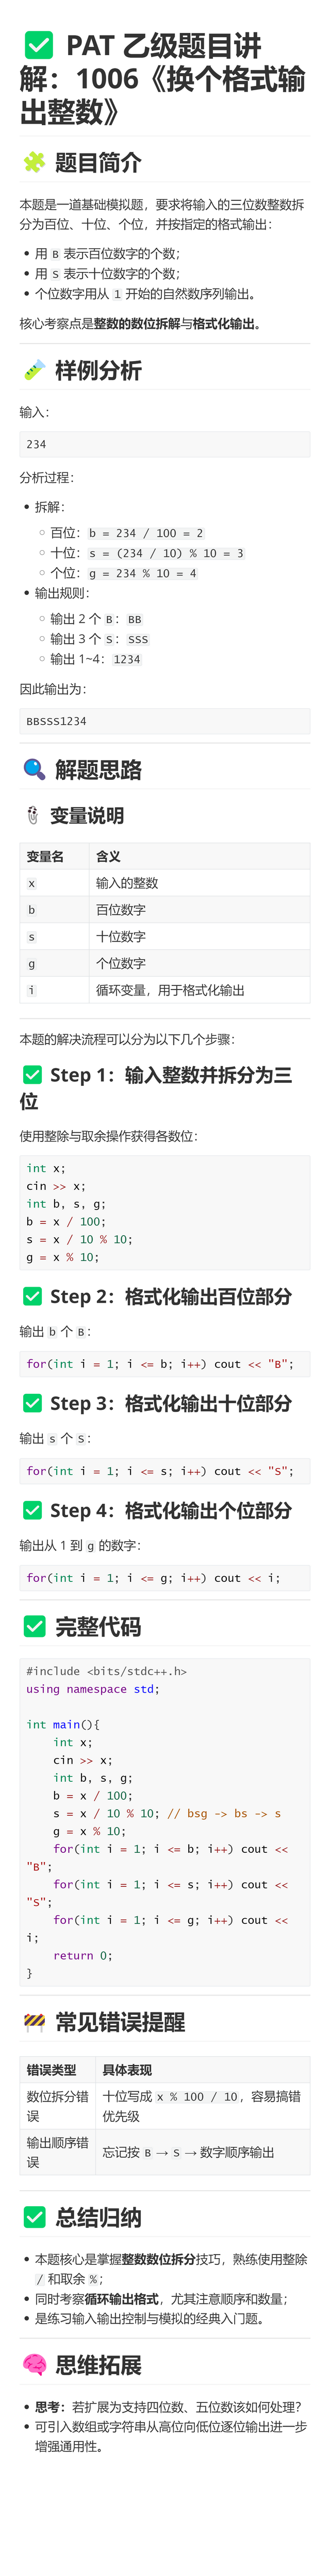 ✅ PAT 乙级题目讲
解：1006《换个格式输
出整数》
🧩 题目简介
本题是一道基础模拟题，要求将输入的三位数整数拆
分为百位、十位、个位，并按指定的格式输出：
• 用 B 表示百位数字的个数；
• 用 S 表示十位数字的个数；
• 个位数字用从 1 开始的自然数序列输出。
核心考察点是整数的数位拆解与格式化输出。
🧪 样例分析
输入：
234
分析过程：
• 拆解：
◦ 百位：b = 234 / 100 = 2
◦ 十位：s = (234 / 10) % 10 = 3
◦ 个位：g = 234 % 10 = 4
• 输出规则：
◦ 输出 2 个 B：BB
◦ 输出 3 个 S：SSS
◦ 输出 1~4：1234
因此输出为：
BBSSS1234
🔍 解题思路
🖇 变量说明
变量名 含义
x 输入的整数
b 百位数字
s 十位数字
g 个位数字
i 循环变量，用于格式化输出
本题的解决流程可以分为以下几个步骤：
✅ Step 1：输入整数并拆分为三
位
使用整除与取余操作获得各数位：
int x;
cin >> x;
int b, s, g;
b = x / 100;
s = x / 10 % 10;
g = x % 10;
✅ Step 2：格式化输出百位部分
输出 b 个 B：
for(int i = 1; i <= b; i++) cout << "B";
✅ Step 3：格式化输出十位部分
输出 s 个 S：
for(int i = 1; i <= s; i++) cout << "S";
✅ Step 4：格式化输出个位部分
输出从 1 到 g 的数字：
for(int i = 1; i <= g; i++) cout << i;
✅ 完整代码
#include <bits/stdc++.h>
using namespace std;
int main(){
    int x;
    cin >> x;
    int b, s, g;
    b = x / 100;
    s = x / 10 % 10; // bsg -> bs -> s
    g = x % 10;
    for(int i = 1; i <= b; i++) cout <<
"B";
    for(int i = 1; i <= s; i++) cout <<
"S";
    for(int i = 1; i <= g; i++) cout <<
i;
    return 0;
}
🚧 常见错误提醒
错误类型 具体表现
数位拆分错
误
十位写成 x % 100 / 10，容易搞错
优先级
输出顺序错
误
忘记按 B → S → 数字顺序输出
✅ 总结归纳
• 本题核心是掌握整数数位拆分技巧，熟练使用整除
/ 和取余 %；
• 同时考察循环输出格式，尤其注意顺序和数量；
• 是练习输入输出控制与模拟的经典入门题。
🧠 思维拓展
• 思考：若扩展为支持四位数、五位数该如何处理？
• 可引入数组或字符串从高位向低位逐位输出进一步
增强通用性。